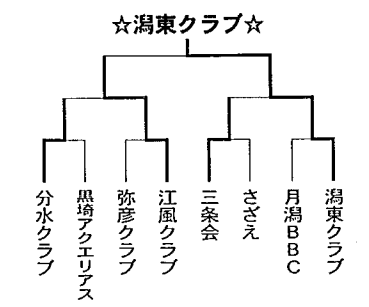 ☆潟東クラブ☆
分水クラブ
黒埼アクエリアス
弥彦クラブ
江風クラブ
三条会
さざえ
月潟BBC
潟東クラブ